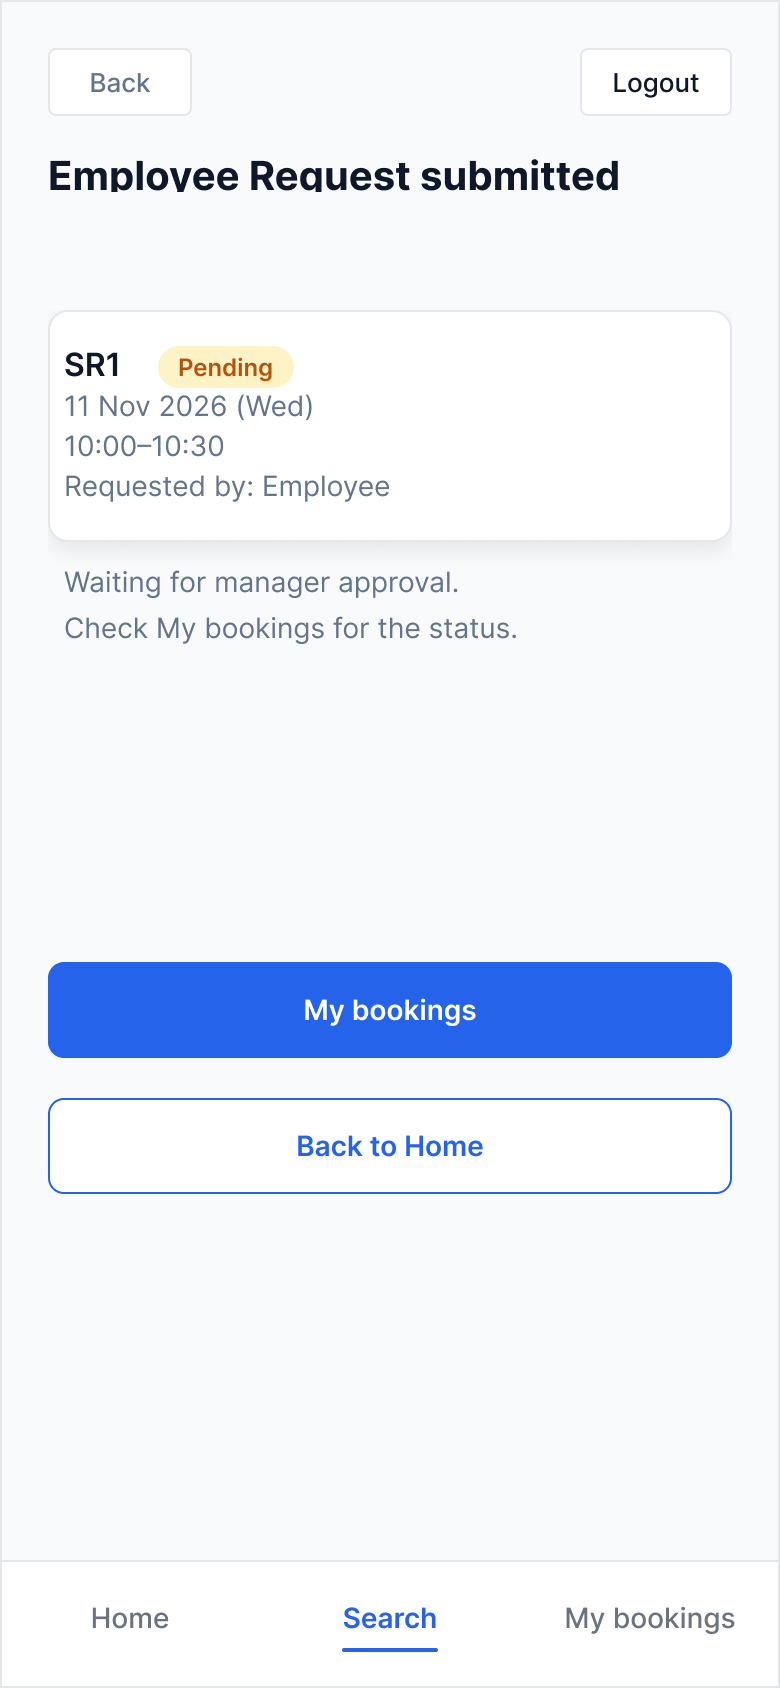 Back
Logout
Employee Request submitted
SR1
Pending
11 Nov 2026 (Wed)
10:00–10:30
Requested by: Employee
Waiting for manager approval.
Check My bookings for the status.
My bookings
Back to Home
Home
Search
My bookings